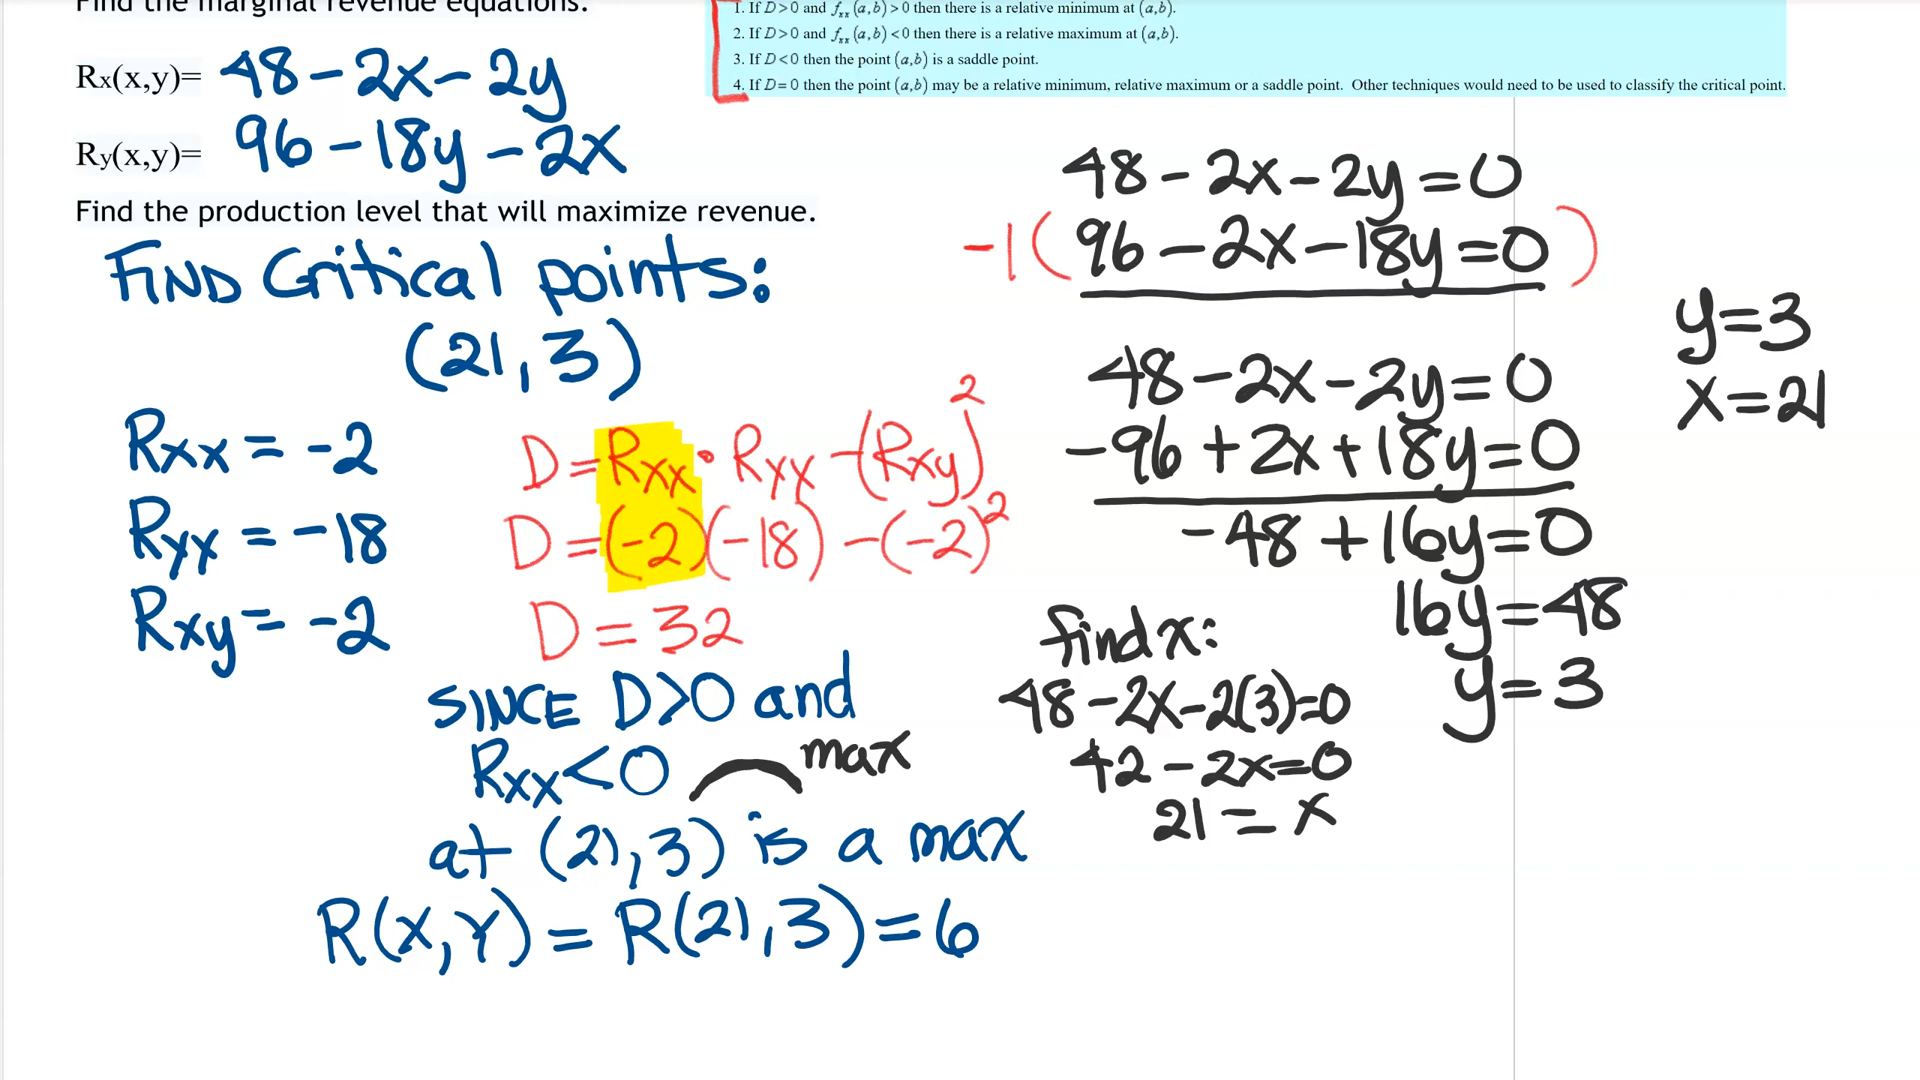 Find the marginal revenue equations.
Rx(x,y)= 48-2x-2y
Ry(x,y)= 96-18y-2x
Find the production level that will maximize revenue.
FIND Critical points:
(21,3)
Rxx = -2
Ryy = -18
Rxy = -2
D = Rxx · Ryy - (Rxy)²
D = (-2)(-18) - (-2)²
D = 32
SINCE D>0 and
Rxx<0 max
at (21,3) is a max
R(x,y) = R(21,3) = 6
1. If D>0 and fxx(a,b)>0 then there is a relative minimum at (a,b).
2. If D>0 and fxx(a,b)<0 then there is a relative maximum at (a,b).
3. If D<0 then the point (a,b) is a saddle point.
4. If D=0 then the point (a,b) may be a relative minimum, relative maximum or a saddle point. Other techniques would need to be used to classify the critical point.
48-2x-2y=0
-1(96-2x-18y=0)
48-2x-2y=0
-96+2x+18y=0
-48+16y=0
16y=48
y=3
find x:
48-2x-2(3)=0
42-2x=0
21=x
y=3
x=21